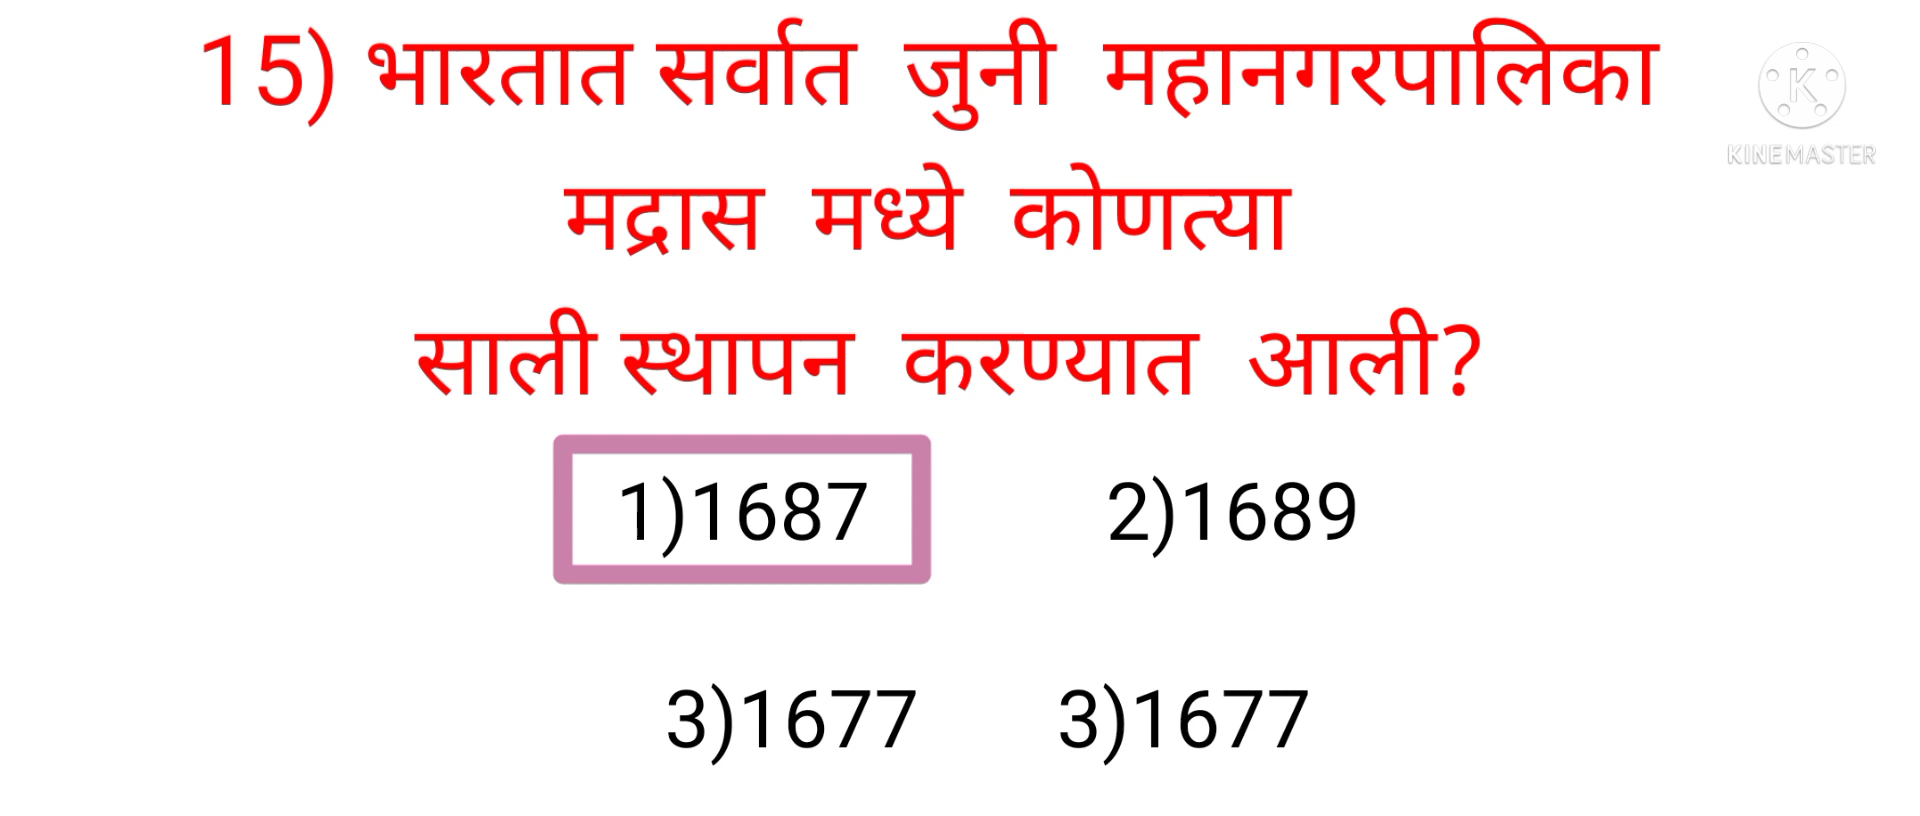 15) भारतात सर्वात जुनी महानगरपालिका
मद्रास मध्ये कोणत्या
साली स्थापन करण्यात आली?
1)1687 2)1689
3)1677 3)1677
K
KINEMASTER